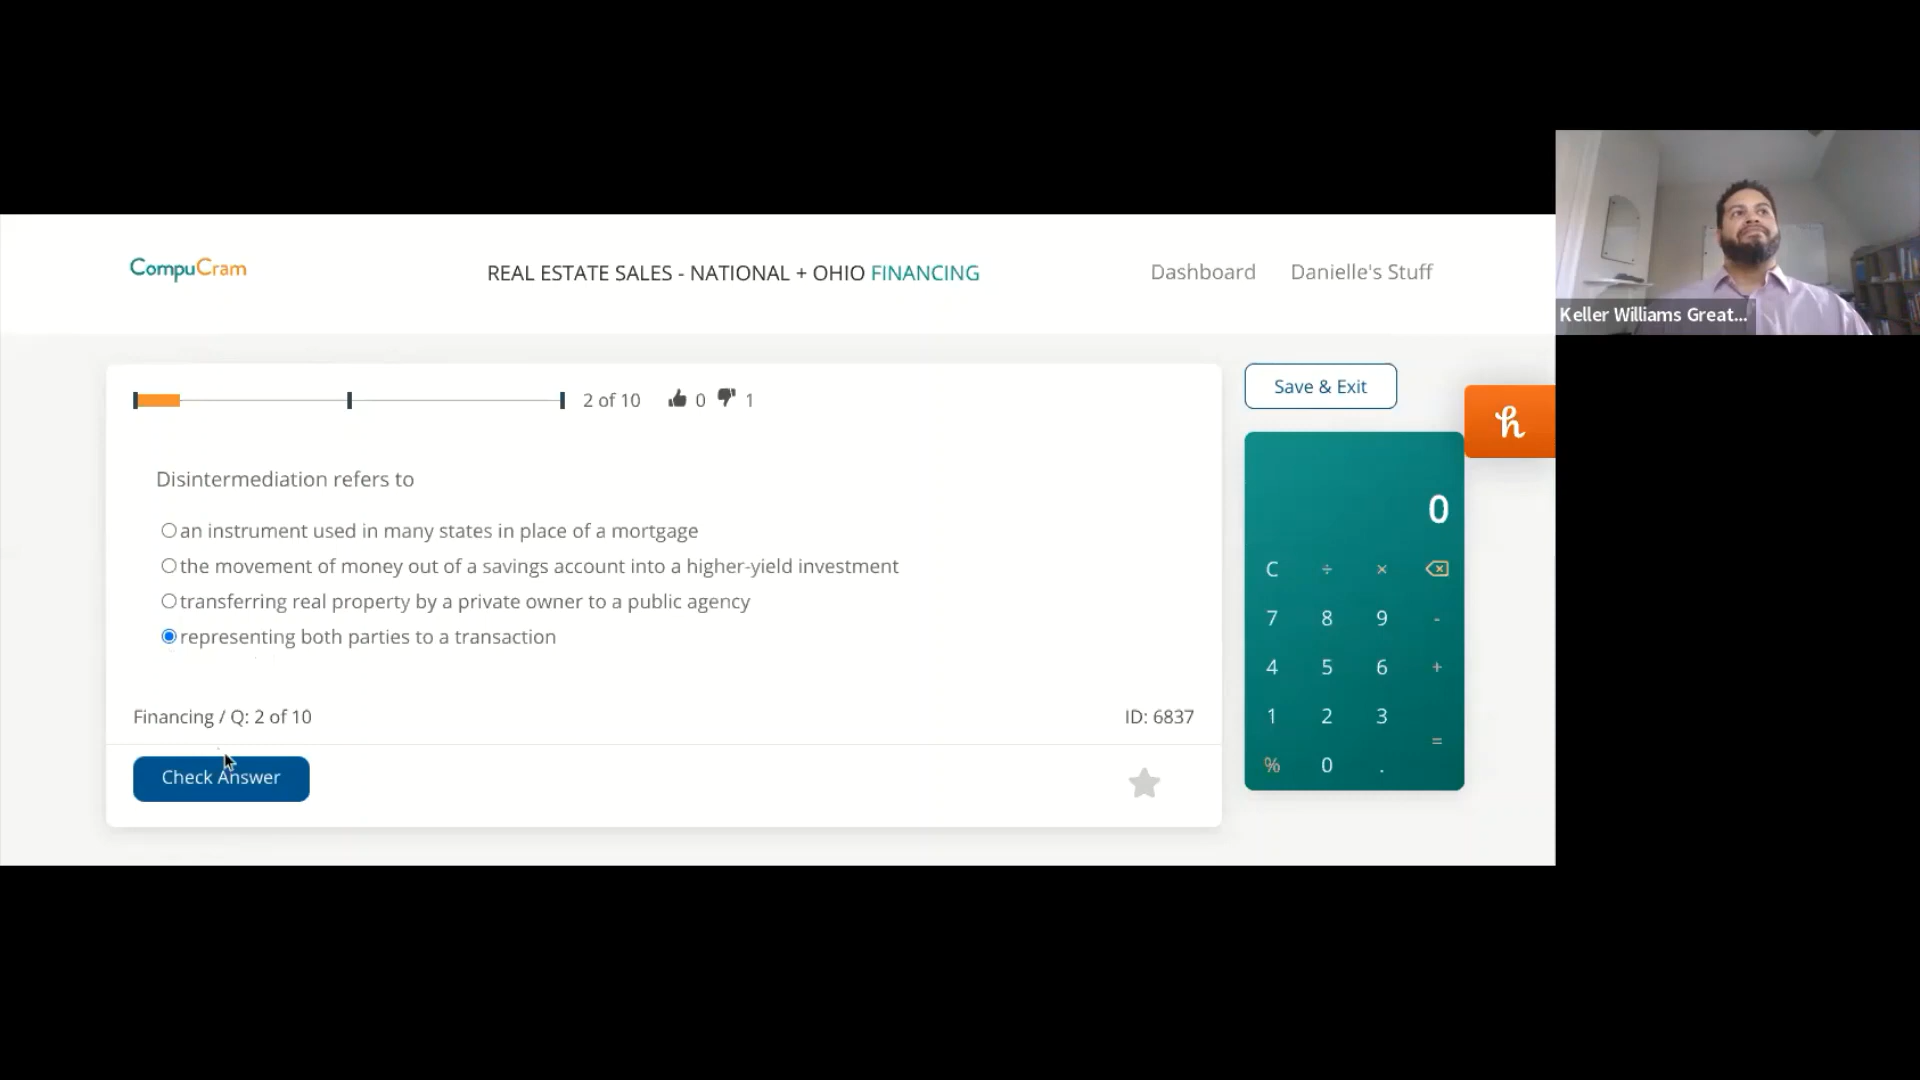 CompuCram
REAL ESTATE SALES - NATIONAL + OHIO FINANCING
Dashboard
Danielle's Stuff
Keller Williams Great...
2 of 10
0
1
Save & Exit
h
Disintermediation refers to
an instrument used in many states in place of a mortgage
the movement of money out of a savings account into a higher-yield investment
transferring real property by a private owner to a public agency
representing both parties to a transaction
Financing / Q: 2 of 10
ID: 6837
Check Answer
0
C ÷ ×
7 8 9 -
4 5 6 +
1 2 3
=
% 0 .